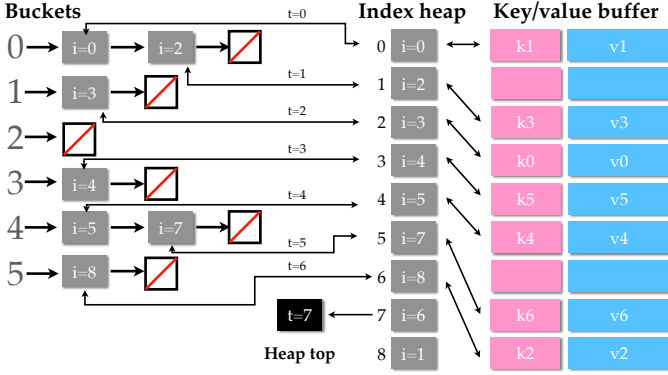 Buckets t=0 Index heap Key/value buffer
0 i=0 i=2 0 i=0 k1 v1
t=1
1 i=3 1 i=2
t=2
2 2 i=3 k3 v3
t=3
3 i=4 3 i=4 k0 v0
t=4
4 i=5 i=7 4 i=5 k5 v5
t=5
5 i=8 5 i=7 k4 v4
t=6
6 i=8
t=7 7 i=6 k6 v6
Heap top 8 i=1 k2 v2